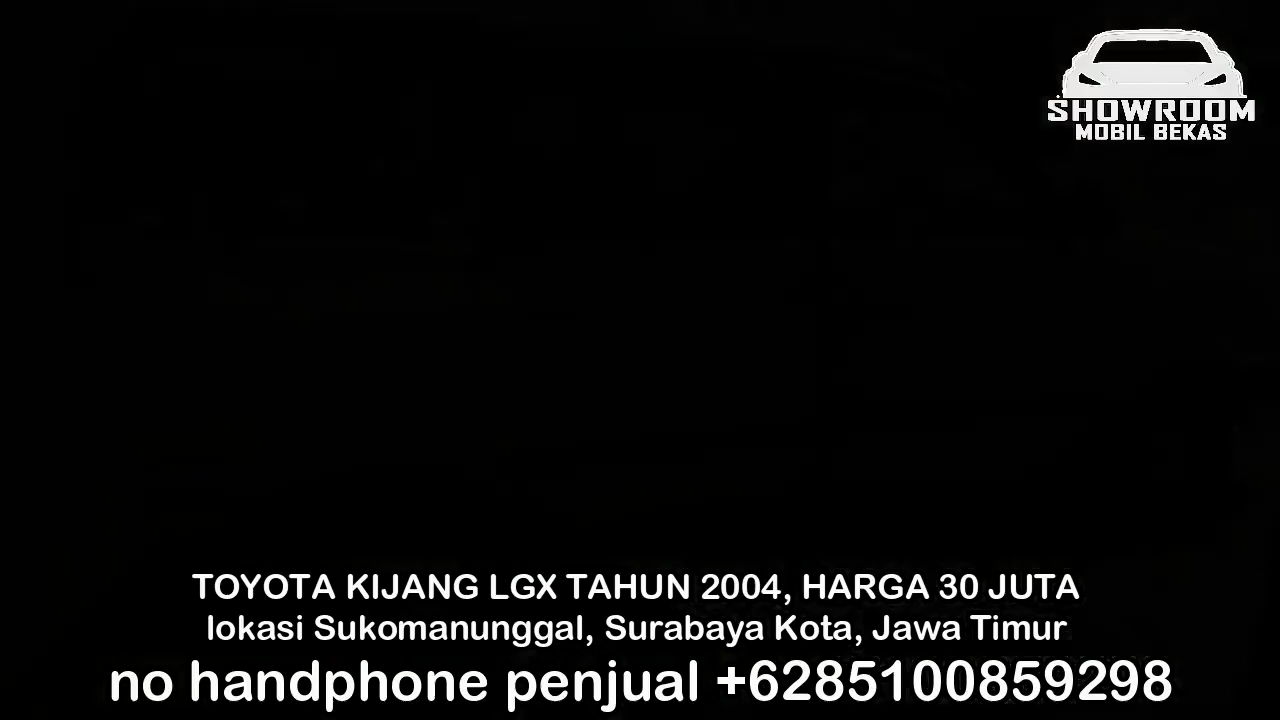 SHOWROOM
MOBIL BEKAS
TOYOTA KIJANG LGX TAHUN 2004, HARGA 30 JUTA
lokasi Sukomanunggal, Surabaya Kota, Jawa Timur
no handphone penjual +6285100859298